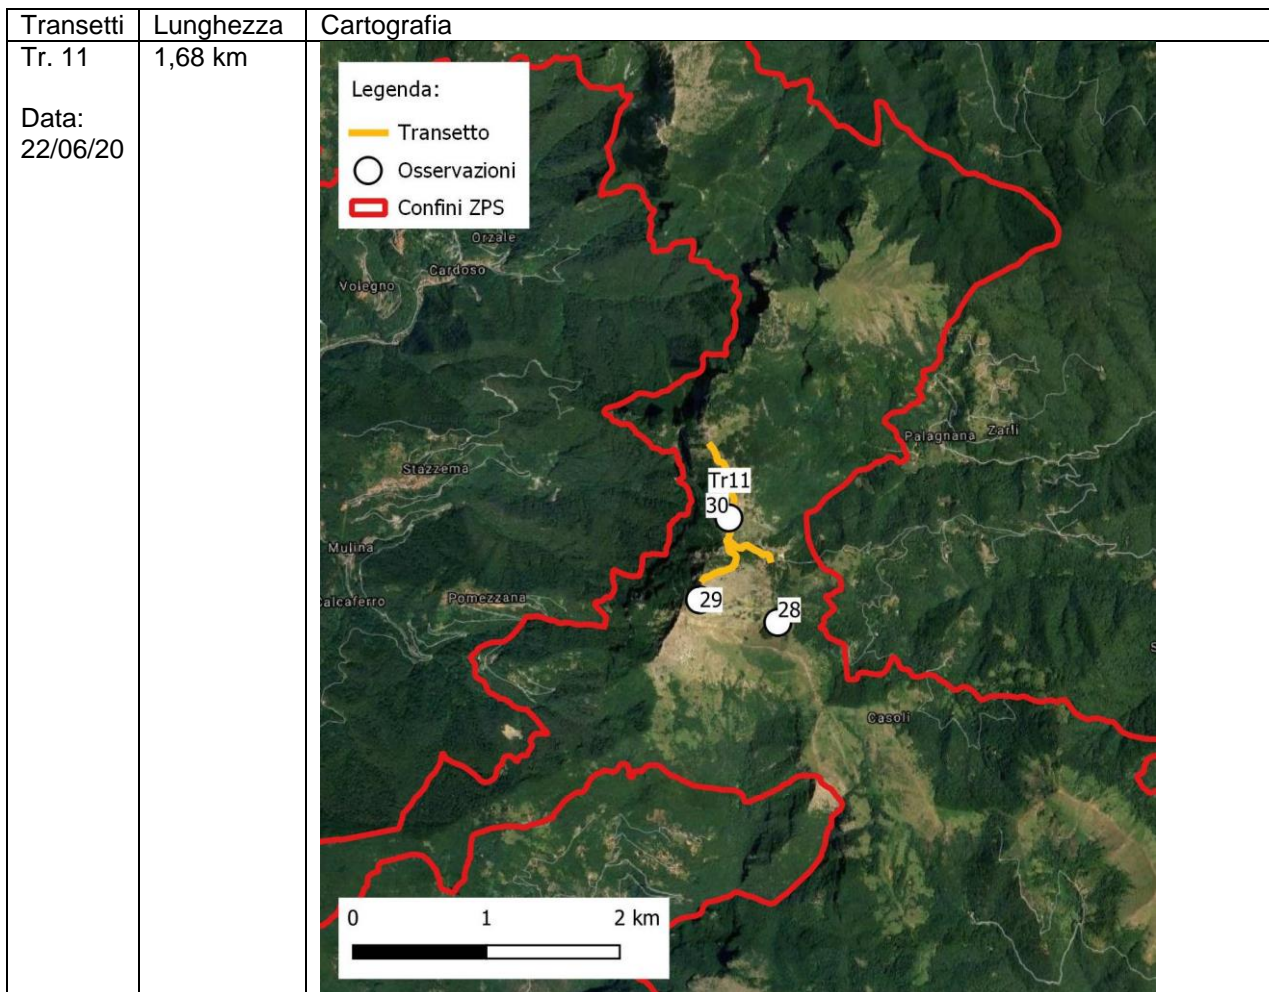 Transetti Lunghezza Cartografia
Tr. 11 1,68 km
Data:
22/06/20
Legenda:
Transetto
Osservazioni
Confini ZPS
Orzale
Cardoso
Volegno
Palagnana Zarli
Stazzema
Tr11
30
Mulina
alcaferro Pomezzana
29
28
S
Casoli
0 1 2 km